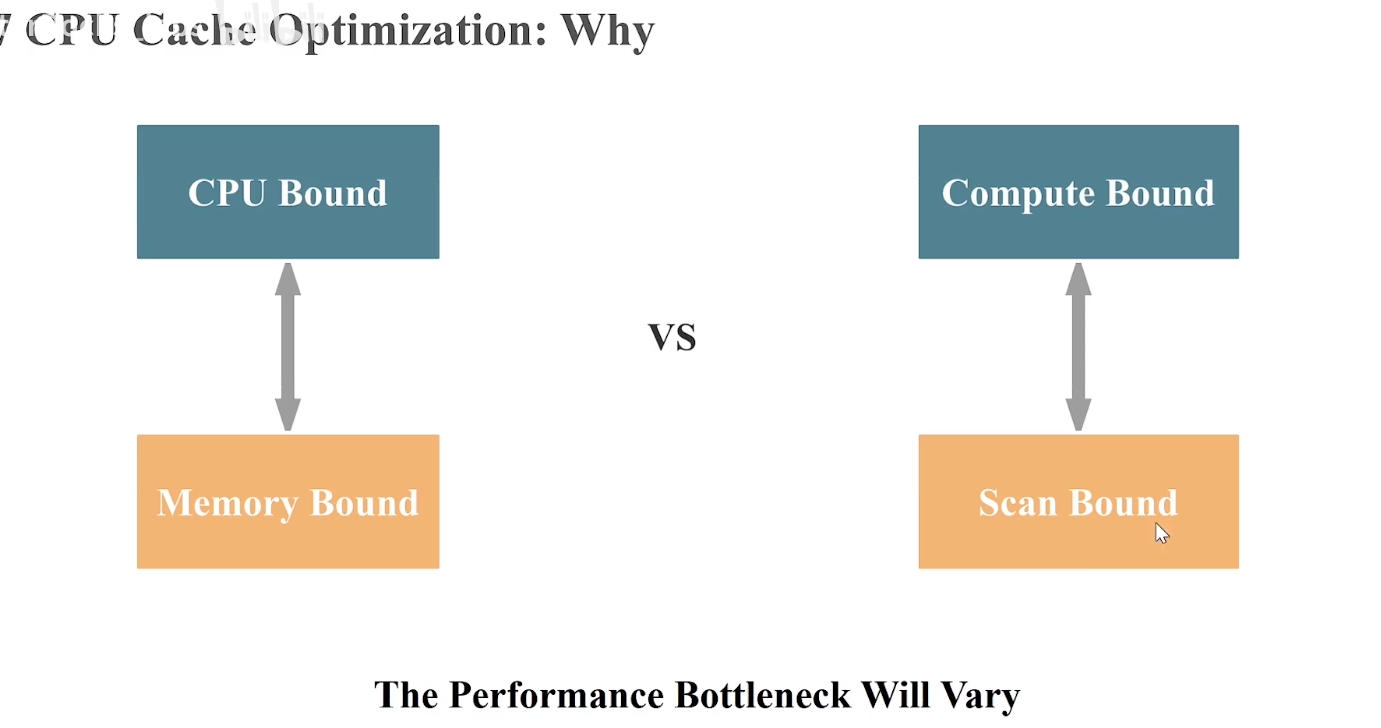 7 CPU Cache Optimization: Why
CPU Bound
Compute Bound
VS
Memory Bound
Scan Bound
The Performance Bottleneck Will Vary